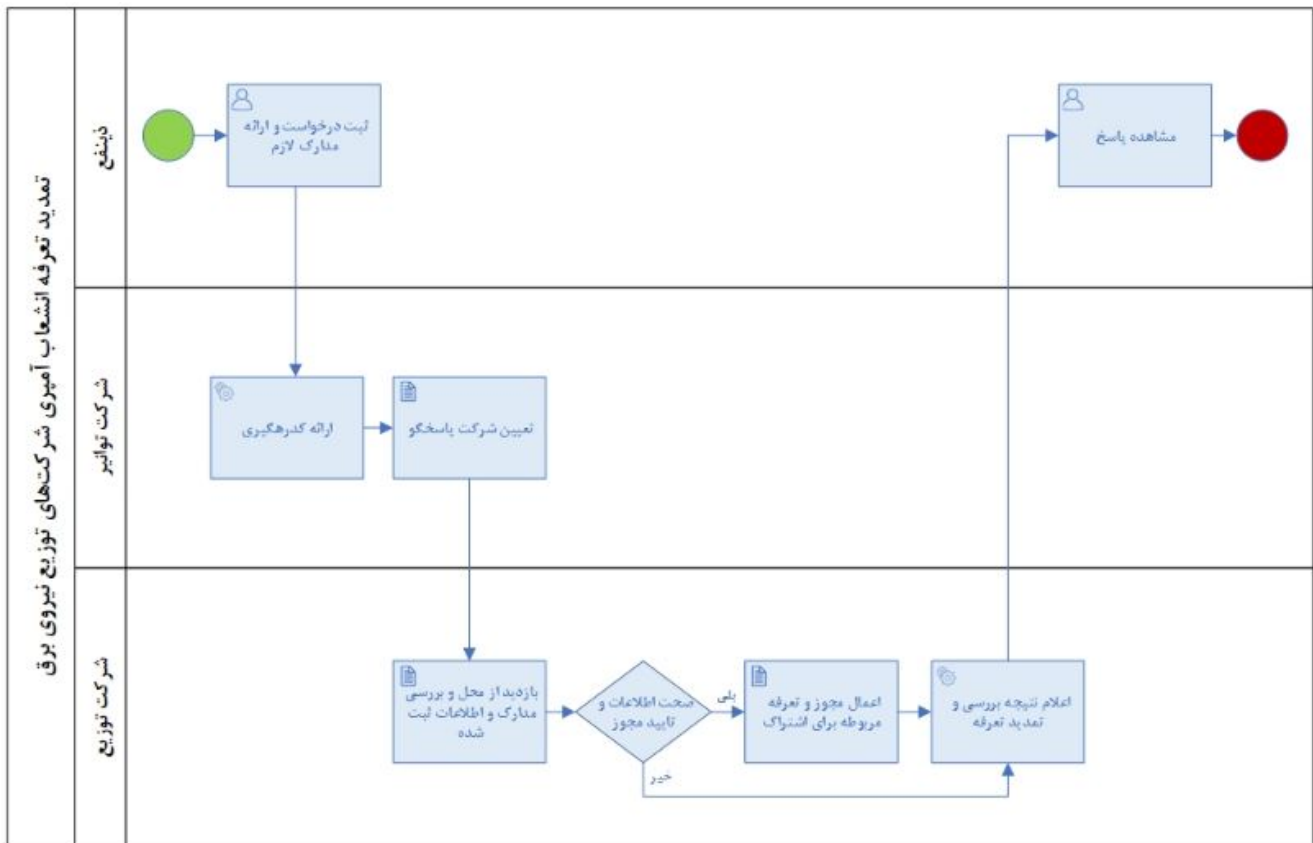 تمدید تعرفه انشعاب آمپری شرکت‌های توزیع نیروی برق
ذینفع
ثبت درخواست و ارائه
مدارک لازم
مشاهده پاسخ
شرکت توانیر
ارائه کدرهگیری
تعیین شرکت پاسخگو
شرکت توزیع
بازدید از محل و بررسی
مدارک و اطلاعات ثبت
شده
صحت اطلاعات و
تایید مجوز
بلی
خیر
اعمال مجوز و تعرفه
مربوطه برای اشتراک
اعلام نتیجه بررسی و
تمدید تعرفه